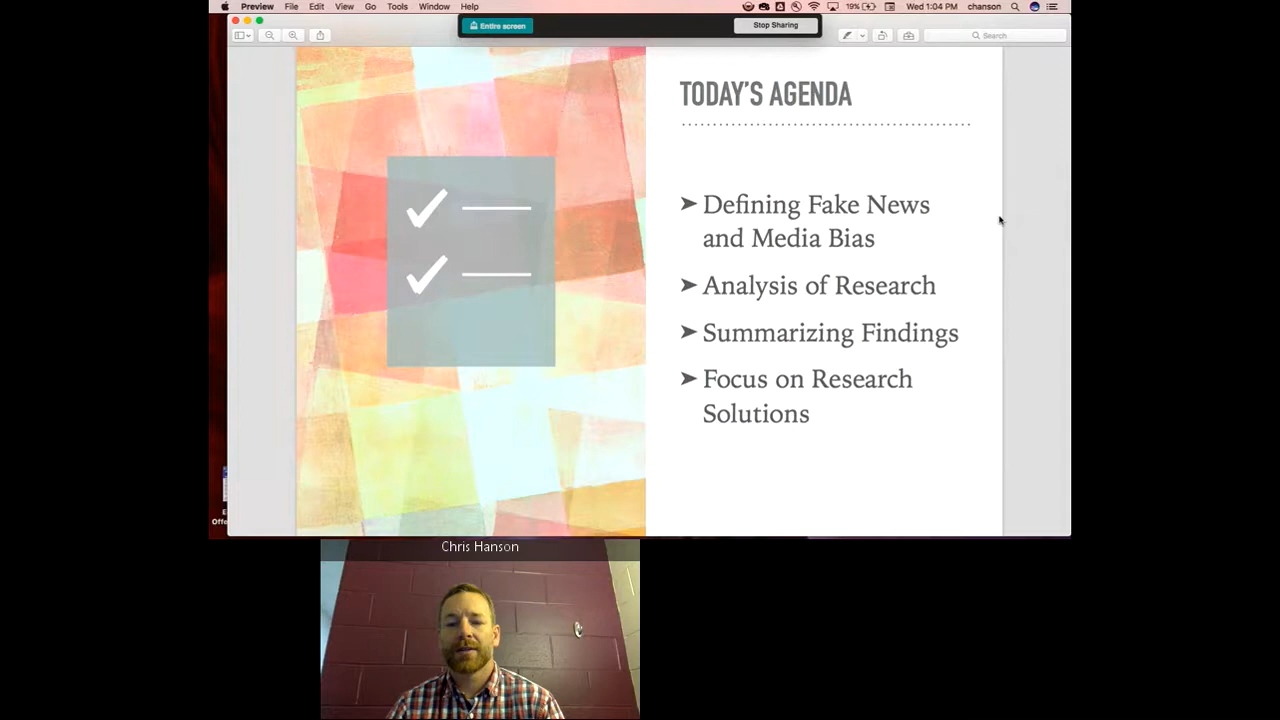 Preview File Edit View Go Tools Window Help 19% Wed 1:04 PM chanson
Entire screen Stop Sharing
Search
TODAY'S AGENDA
➤ Defining Fake News
and Media Bias
➤ Analysis of Research
➤ Summarizing Findings
➤ Focus on Research
Solutions
Chris Hanson